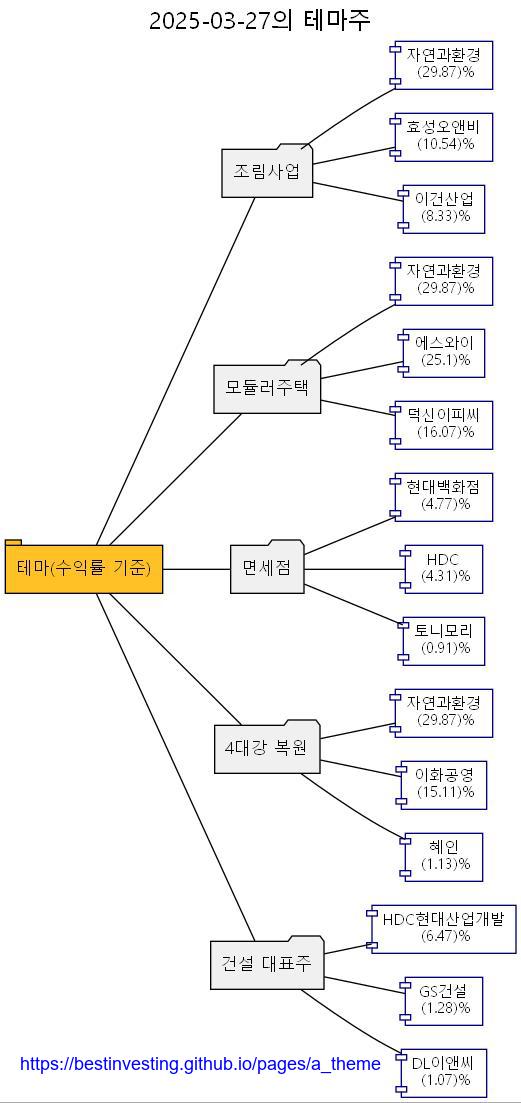 2025-03-27의 테마주
자연과환경
(29.87)%
효성오앤비
(10.54)%
조림사업
이건산업
(8.33)%
자연과환경
(29.87)%
에스와이
(25.1)%
모듈러주택
덕신이피씨
(16.07)%
현대백화점
(4.77)%
테마(수익률 기준)
면세점
HDC
(4.31)%
토니모리
(0.91)%
자연과환경
(29.87)%
4대강 복원
이화공영
(15.11)%
혜인
(1.13)%
HDC현대산업개발
(6.47)%
건설 대표주
GS건설
(1.28)%
DL이앤씨
(1.07)%
https://bestinvesting.github.io/pages/a_theme